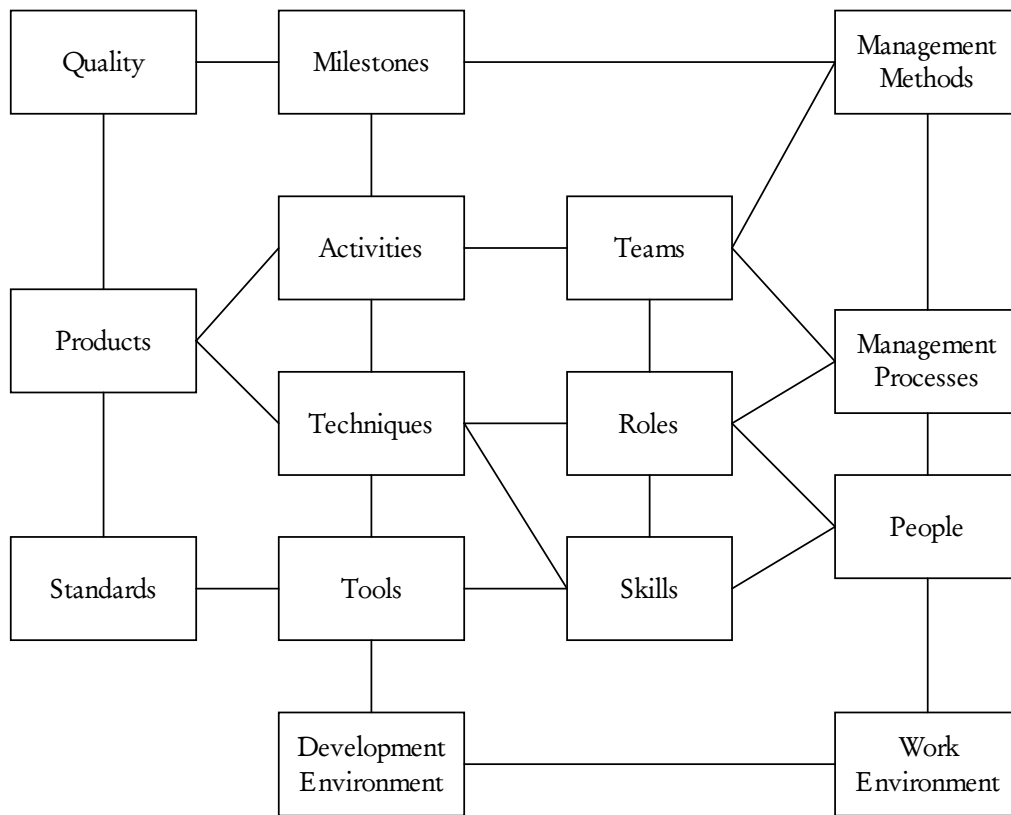 Quality
Milestones
Management
Methods
Activities
Teams
Products
Management
Processes
Techniques
Roles
People
Standards
Tools
Skills
Development
Environment
Work
Environment